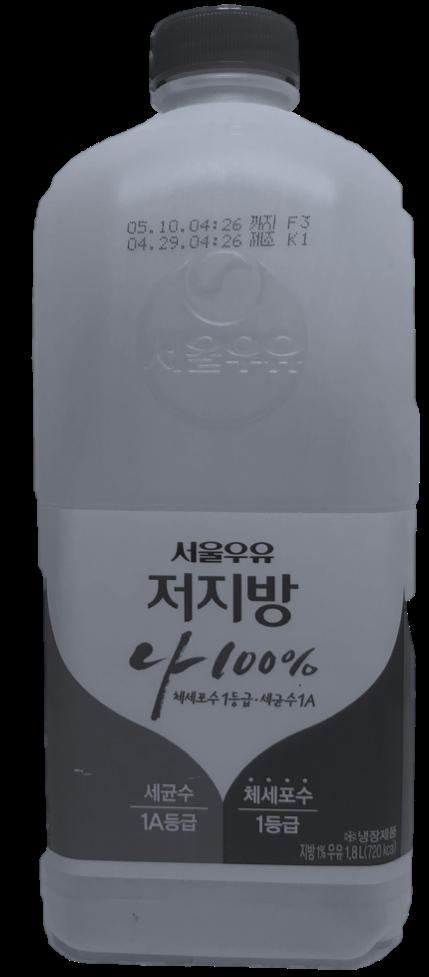 05.10.04:26 까지 F3
04.29.04:26 제조 K1
서울우유
서울우유
저지방
나100%
체세포수1등급·세균수1A
세균수
1A등급
체세포수
1등급
냉장제품
지방1% 우유 1.8L(720 kcal)